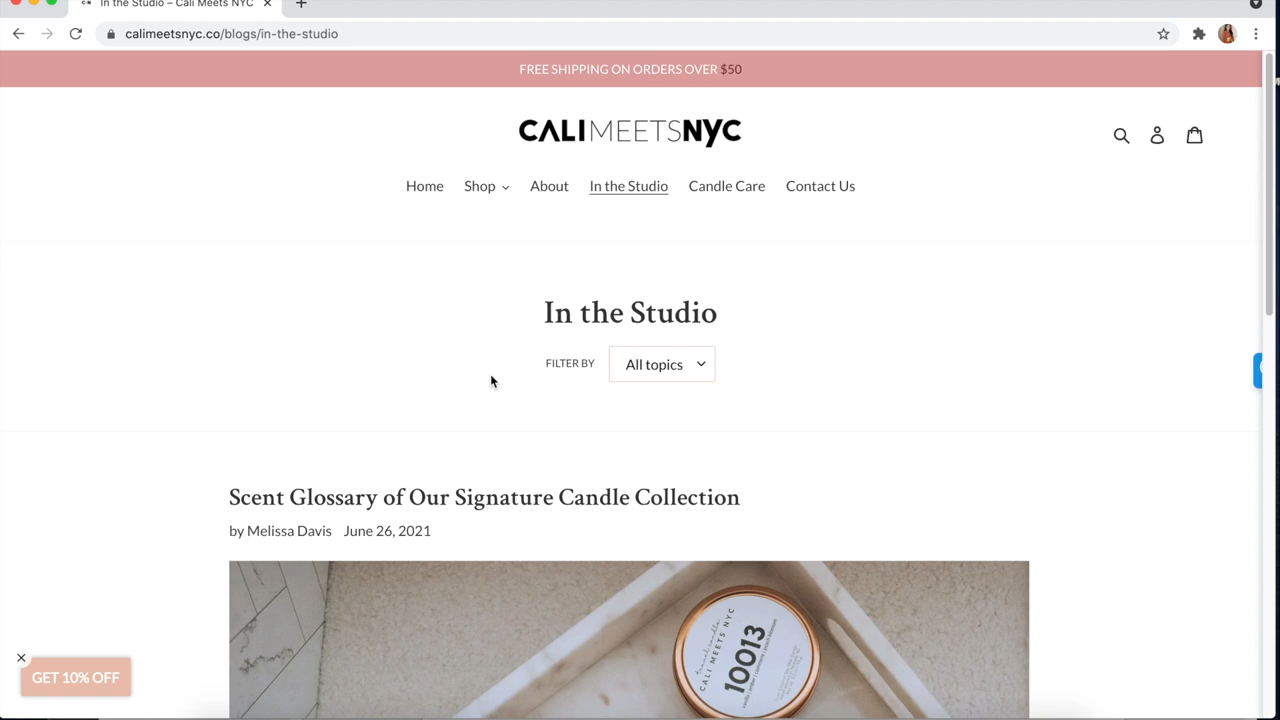 In the Studio – Cali Meets NYC
calimeetsnyc.co/blogs/in-the-studio
FREE SHIPPING ON ORDERS OVER $50
CALIMEETSNYC
Home Shop About In the Studio Candle Care Contact Us
In the Studio
FILTER BY All topics
Scent Glossary of Our Signature Candle Collection
by Melissa Davis June 26, 2021
travel candle
CALI MEETS NYC
10013
GET 10% OFF